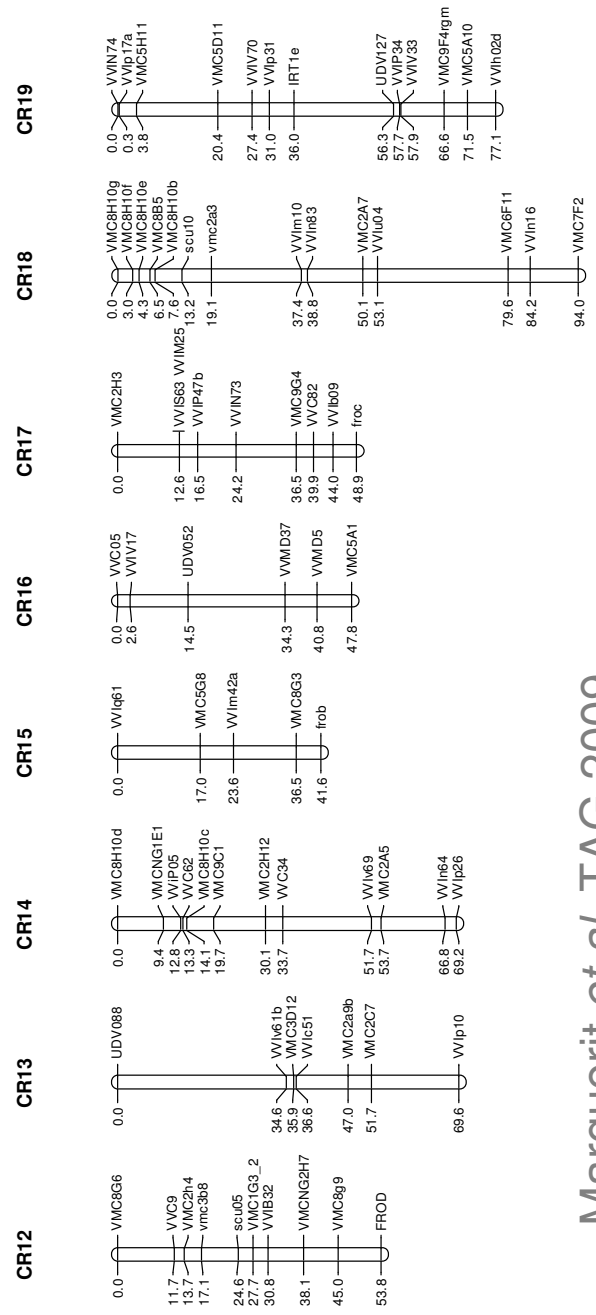 CR12
0.0 VMC8G6
11.7 VVC9
13.7 VMC2h4
17.1 vmc3b8
24.6 scu05
27.7 VMC1G3_2
30.8 VVIB32
38.1 VMCNG2H7
45.0 VMC8g9
53.8 FROD
CR13
0.0 UDV088
34.6 VVIv61b
35.9 VMC3D12
36.6 VVIc51
47.0 VMC2a9b
51.7 VMC2C7
69.6 VVIp10
CR14
0.0 VMC8H10d
9.4 VMCNG1E1
12.8 VViP05
13.3 VVC62
14.1 VMC8H10c
19.7 VMC9C1
30.1 VMC2H12
33.7 VVC34
51.7 VVIv69
53.7 VMC2A5
66.8 VVIn64
69.2 VVIp26
CR15
0.0 VVIq61
17.0 VMC5G8
23.6 VVIm42a
36.5 VMC8G3
41.6 frob
CR16
0.0 VVC05
2.6 VVIV17
14.5 UDV052
34.3 VVMD37
40.8 VVMD5
47.8 VMC5A1
CR17
0.0 VMC2H3
12.6 VVIS63 VVIM25
16.5 VVIP47b
24.2 VVIN73
36.5 VMC9G4
39.9 VVC82
44.0 VVIb09
48.9 froc
CR18
0.0 VMC8H10g
3.0 VMC8H10f
4.3 VMC8H10e
6.5 VMC8B5
7.6 VMC8H10b
13.2 scu10
19.1 vmc2a3
37.4 VVIm10
38.8 VVIn83
50.1 VMC2A7
53.1 VVIu04
79.6 VMC6F11
84.2 VVIn16
94.0 VMC7F2
CR19
0.0 VVIN74
0.3 VVIp17a
3.8 VMC5H11
20.4 VMC5D11
27.4 VVIV70
31.0 VVIp31
36.0 IRT1e
56.3 UDV127
57.7 VVIP34
57.9 VVIV33
66.6 VMC9F4rgm
71.5 VMC5A10
77.1 VVIh02d
Marguerit et al. TAG 2009